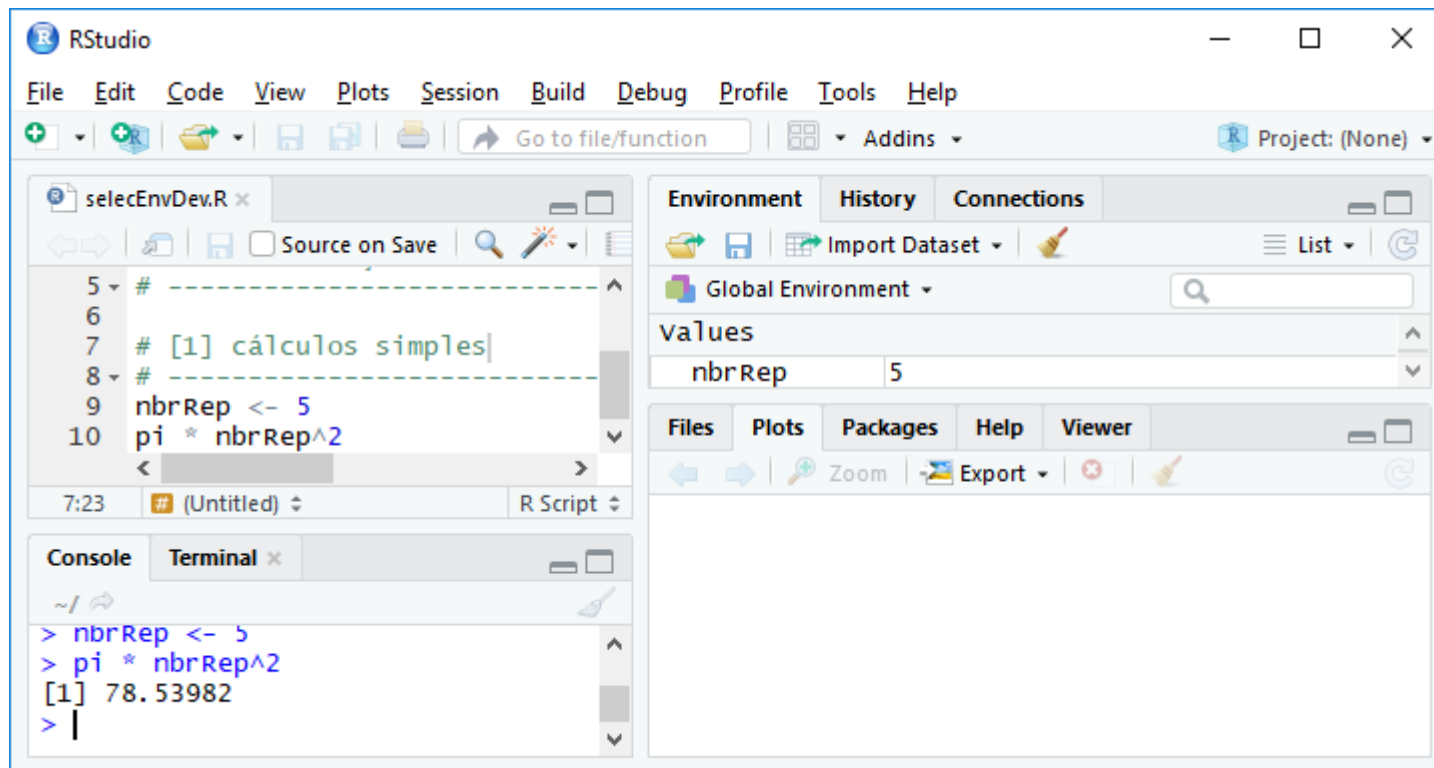 RStudio
File Edit Code View Plots Session Build Debug Profile Tools Help
Go to file/function Addins Project: (None)
selecEnvDev.R
Source on Save
5 # ---------------------------
6
7 # [1] cálculos simples
8 # ---------------------------
9 nbrRep <- 5
10 pi * nbrRep^2
7:23 (Untitled) R Script
Console Terminal
~/
> nbrRep <- 5
> pi * nbrRep^2
[1] 78.53982
>
Environment History Connections
Import Dataset List
Global Environment
Values
nbrRep 5
Files Plots Packages Help Viewer
Zoom Export